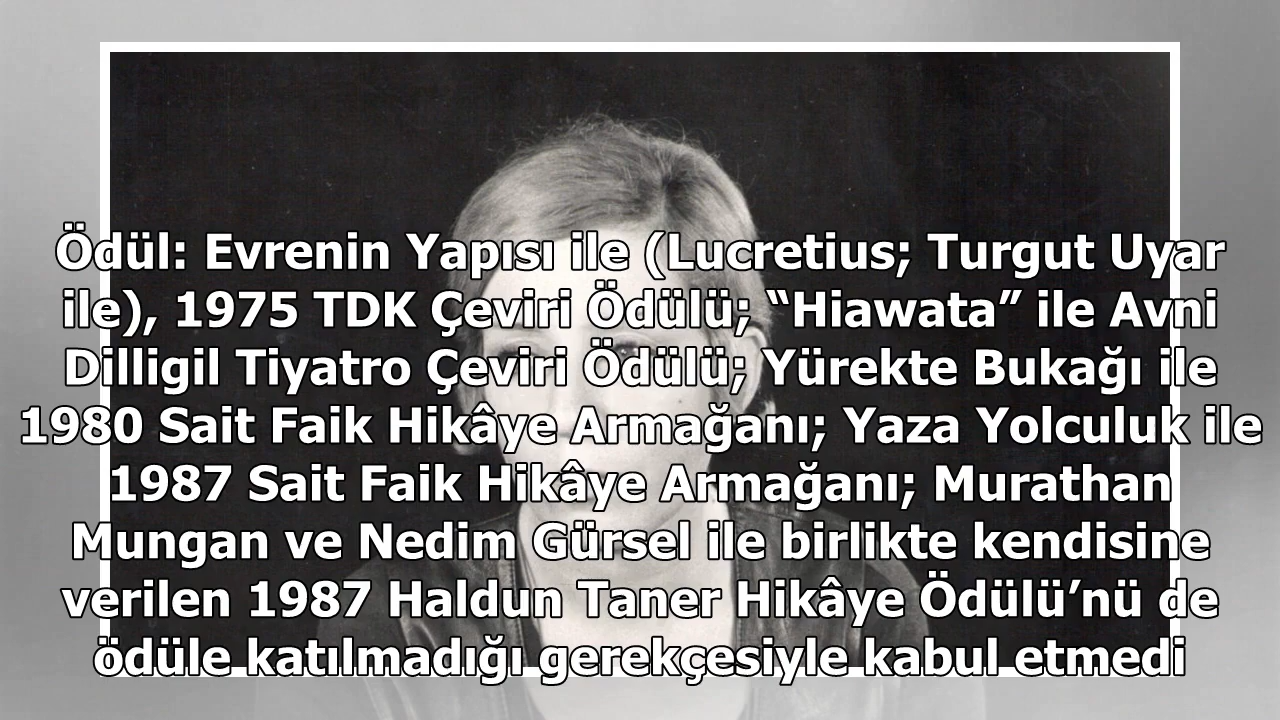 Ödül: Evrenin Yapısı ile (Lucretius; Turgut Uyar
ile), 1975 TDK Çeviri Ödülü; “Hiawata” ile Avni
Dilligil Tiyatro Çeviri Ödülü; Yürekte Bukağı ile
1980 Sait Faik Hikâye Armağanı; Yaza Yolculuk ile
1987 Sait Faik Hikâye Armağanı; Murathan
Mungan ve Nedim Gürsel ile birlikte kendisine
verilen 1987 Haldun Taner Hikâye Ödülü’nü de
ödüle katılmadığı gerekçesiyle kabul etmedi